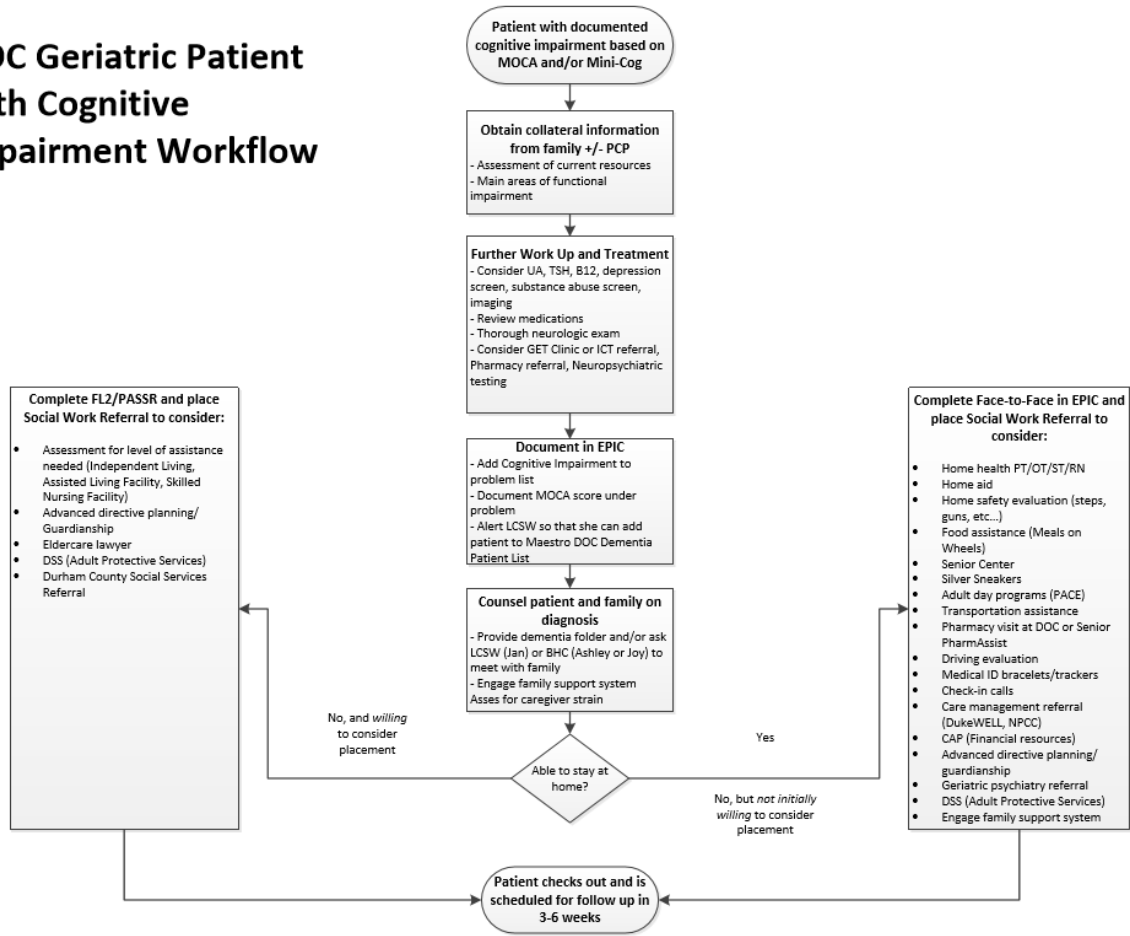 OC Geriatric Patient
th Cognitive
pairment Workflow
Patient with documented
cognitive impairment based on
MOCA and/or Mini-Cog
Obtain collateral information
from family +/- PCP
- Assessment of current resources
- Main areas of functional
impairment
Further Work Up and Treatment
- Consider UA, TSH, B12, depression
screen, substance abuse screen,
imaging
- Review medications
- Thorough neurologic exam
- Consider GET Clinic or ICT referral,
Pharmacy referral, Neuropsychiatric
testing
Document in EPIC
- Add Cognitive Impairment to
problem list
- Document MOCA score under
problem
- Alert LCSW so that she can add
patient to Maestro DOC Dementia
Patient List
Counsel patient and family on
diagnosis
- Provide dementia folder and/or ask
LCSW (Jan) or BHC (Ashley or Joy) to
meet with family
- Engage family support system
Asses for caregiver strain
Able to stay at
home?
No, and willing
to consider
placement
Yes
No, but not initially
willing to consider
placement
Complete FL2/PASSR and place
Social Work Referral to consider:
• Assessment for level of assistance
needed (Independent Living,
Assisted Living Facility, Skilled
Nursing Facility)
• Advanced directive planning/
Guardianship
• Eldercare lawyer
• DSS (Adult Protective Services)
• Durham County Social Services
Referral
Complete Face-to-Face in EPIC and
place Social Work Referral to
consider:
• Home health PT/OT/ST/RN
• Home aid
• Home safety evaluation (steps,
guns, etc...)
• Food assistance (Meals on
Wheels)
• Senior Center
• Silver Sneakers
• Adult day programs (PACE)
• Transportation assistance
• Pharmacy visit at DOC or Senior
PharmAssist
• Driving evaluation
• Medical ID bracelets/trackers
• Check-in calls
• Care management referral
(DukeWELL, NPCC)
• CAP (Financial resources)
• Advanced directive planning/
guardianship
• Geriatric psychiatry referral
• DSS (Adult Protective Services)
• Engage family support system
Patient checks out and is
scheduled for follow up in
3-6 weeks